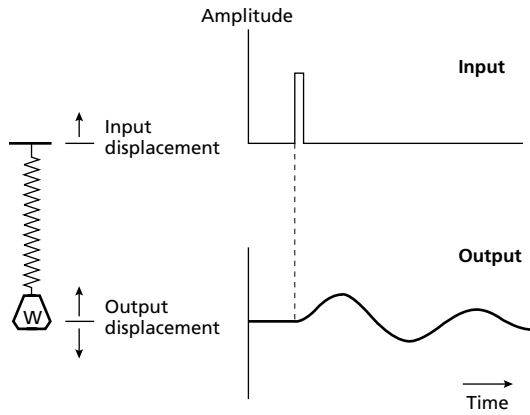 Amplitude
Input
Input
displacement
Output
Output
displacement
W
Time